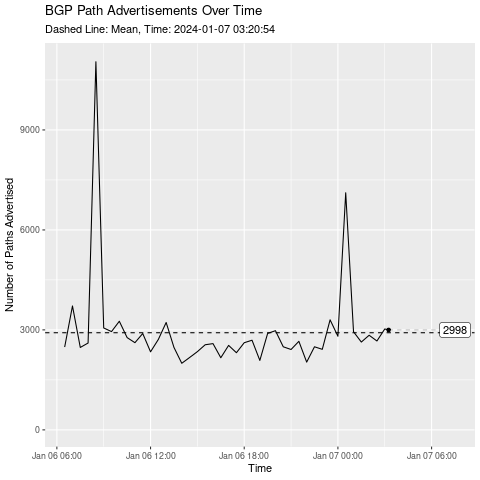 BGP Path Advertisements Over Time
Dashed Line: Mean, Time: 2024-01-07 03:20:54
Number of Paths Advertised
9000
6000
3000
0
2998
Jan 06 06:00 Jan 06 12:00 Jan 06 18:00 Jan 07 00:00 Jan 07 06:00
Time